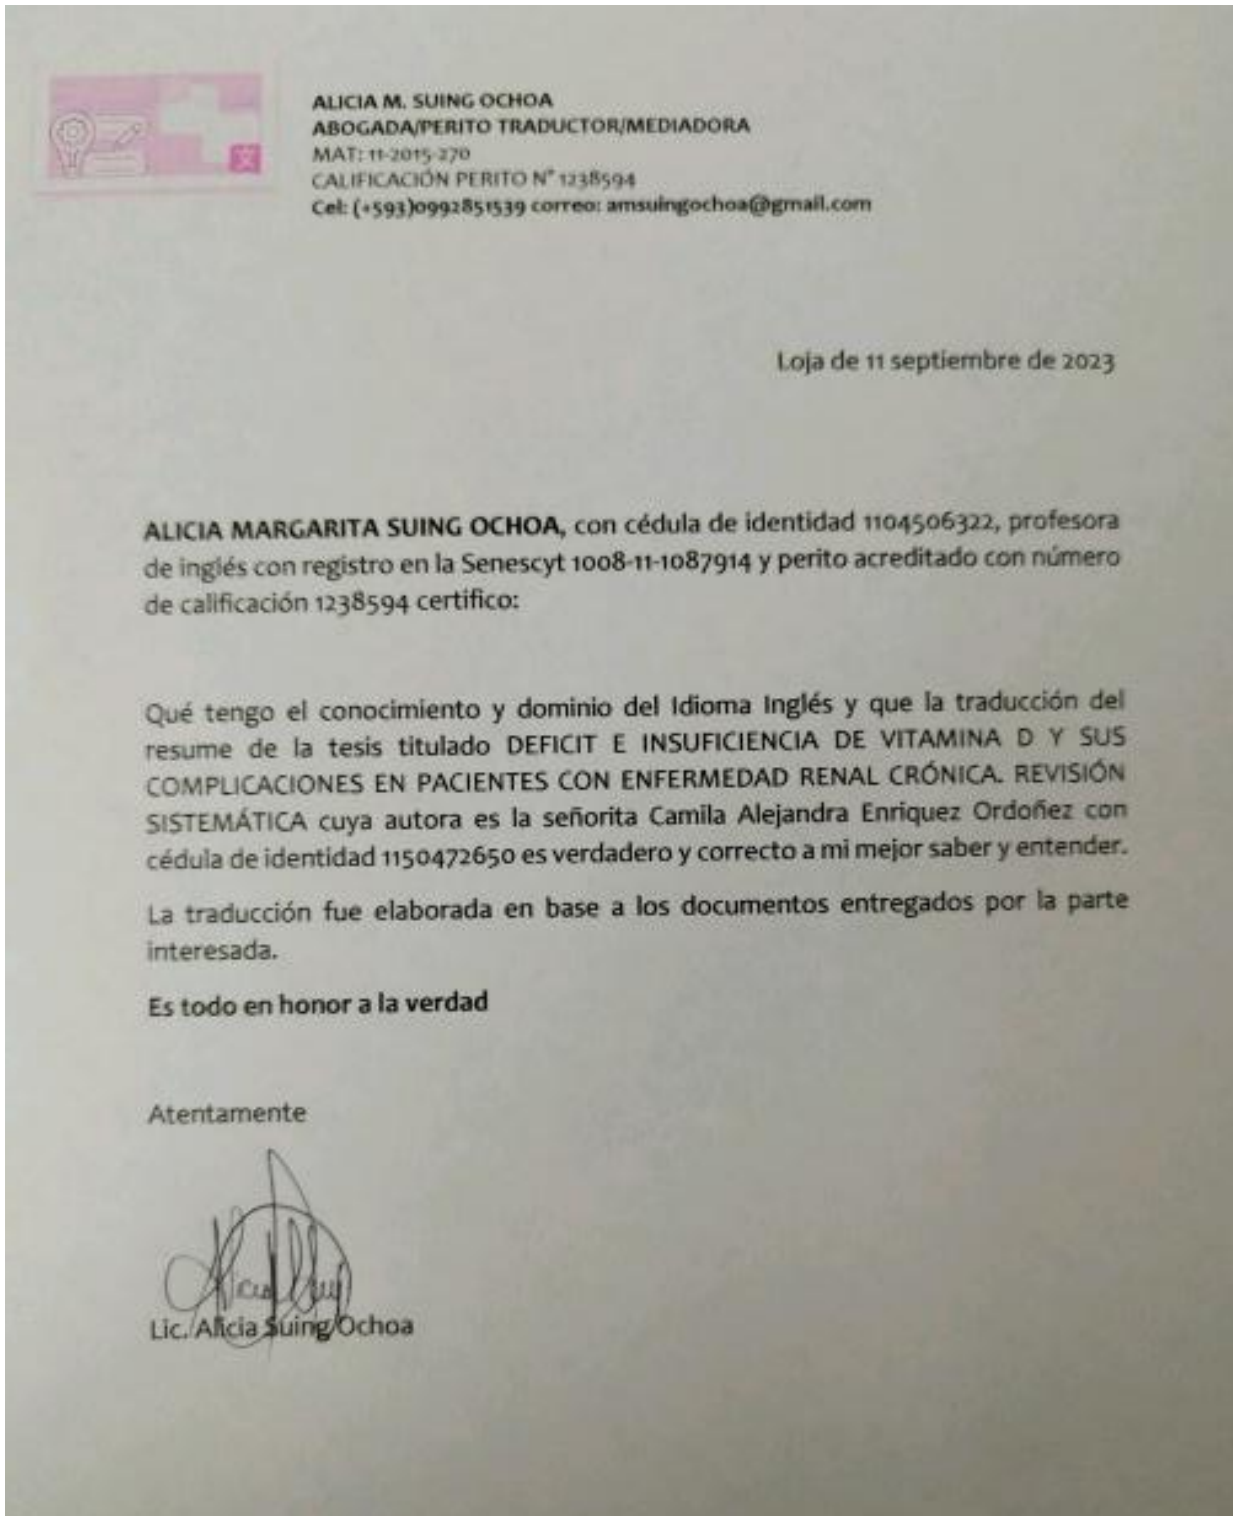 ALICIA M. SUING OCHOA
ABOGADA/PERITO TRADUCTOR/MEDIADORA
MAT: 11-2015-270
CALIFICACIÓN PERITO N° 1238594
Cel: (+593)0992851539 correo: amsuingochoa@gmail.com
文
Loja de 11 septiembre de 2023
ALICIA MARGARITA SUING OCHOA, con cédula de identidad 1104506322, profesora
de inglés con registro en la Senescyt 1008-11-1087914 y perito acreditado con número
de calificación 1238594 certifico:
Qué tengo el conocimiento y dominio del Idioma Inglés y que la traducción del
resume de la tesis titulado DEFICIT E INSUFICIENCIA DE VITAMINA D Y SUS
COMPLICACIONES EN PACIENTES CON ENFERMEDAD RENAL CRÓNICA. REVISIÓN
SISTEMÁTICA cuya autora es la señorita Camila Alejandra Enriquez Ordoñez con
cédula de identidad 1150472650 es verdadero y correcto a mi mejor saber y entender.
La traducción fue elaborada en base a los documentos entregados por la parte
interesada.
Es todo en honor a la verdad
Atentamente
Lic. Alicia Suing Ochoa